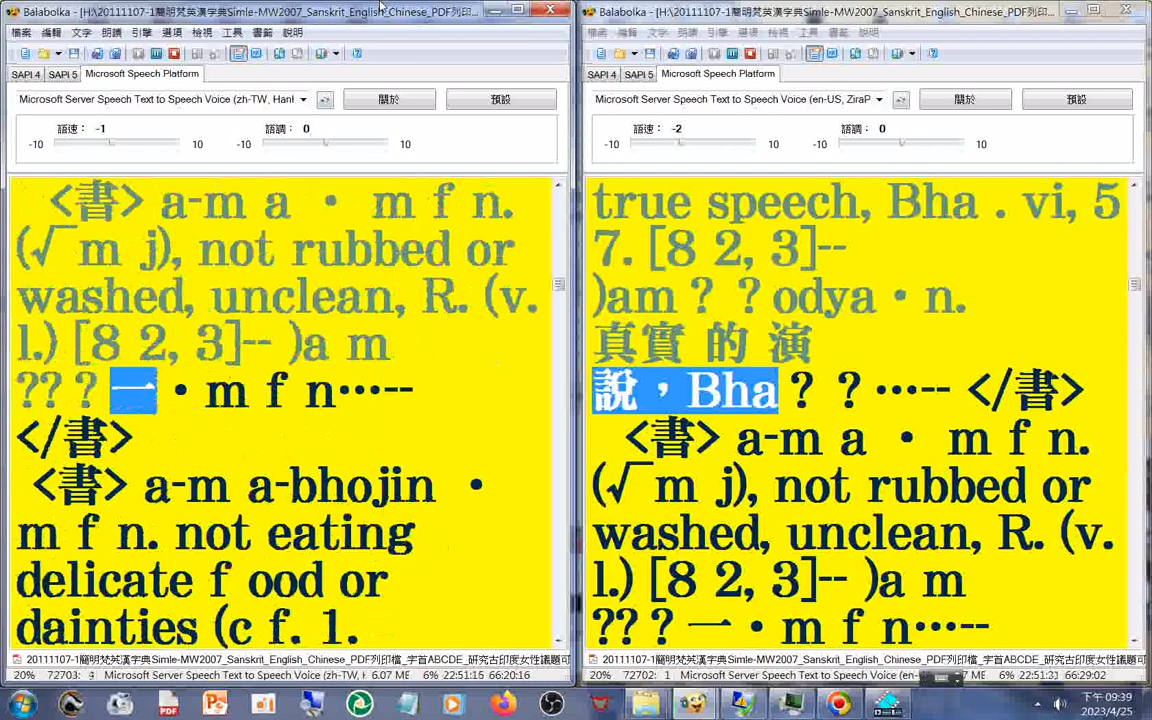 Balabolka - [H:\20111107-1簡明梵英漢字典Simle-MW2007_Sanskrit_English_Chinese_PDF列印...
檔案 編輯 文字 朗讀 引擎 選項 檢視 工具 書籤 說明
SAPI 4 SAPI 5 Microsoft Speech Platform
Microsoft Server Speech Text to Speech Voice (zh-TW, HanI
關於 預設
語速： -1 語調： 0
-10 10 -10 10
<書> a-m a • m f n.
(√ m j), not rubbed or
washed, unclean, R. (v.
l.) [8 2, 3]-- )a m
?? ? 一 • m f n…--
</書>
<書> a-m a-bhojin •
m f n. not eating
delicate f ood or
dainties (c f. 1.
20111107-1簡明梵英漢字典Simle-MW2007_Sanskrit_English_Chinese_PDF列印檔_字首ABCDE_研究古印度女性議題可
20% 72703: Microsoft Server Speech Text to Speech Voice (zh-TW, H 6.07 ME 6% 22:51:15 66:20:16
Balabolka - [H:\20111107-1簡明梵英漢字典Simle-MW2007_Sanskrit_English_Chinese_PDF列印...
檔案 編輯 文字 朗讀 引擎 選項 檢視 工具 書籤 說明
SAPI 4 SAPI 5 Microsoft Speech Platform
Microsoft Server Speech Text to Speech Voice (en-US, ZiraP
關於 預設
語速： -2 語調： 0
-10 10 -10 10
true speech, Bha . vi, 5
7. [8 2, 3]--
)am ? ? odya • n.
真實 的 演
說，Bha ? ? …-- </書>
<書> a-m a • m f n.
(√ m j), not rubbed or
washed, unclean, R. (v.
l.) [8 2, 3]-- )a m
?? ? 一 • m f n…--
20111107-1簡明梵英漢字典Simle-MW2007_Sanskrit_English_Chinese_PDF列印檔_字首ABCDE_研究古印度女性議題可
20% 72702: 1 Microsoft Server Speech Text to Speech Voice (en-US, 6.07 ME 6% 22:51:31 66:29:02
下午 09:39
2023/4/25